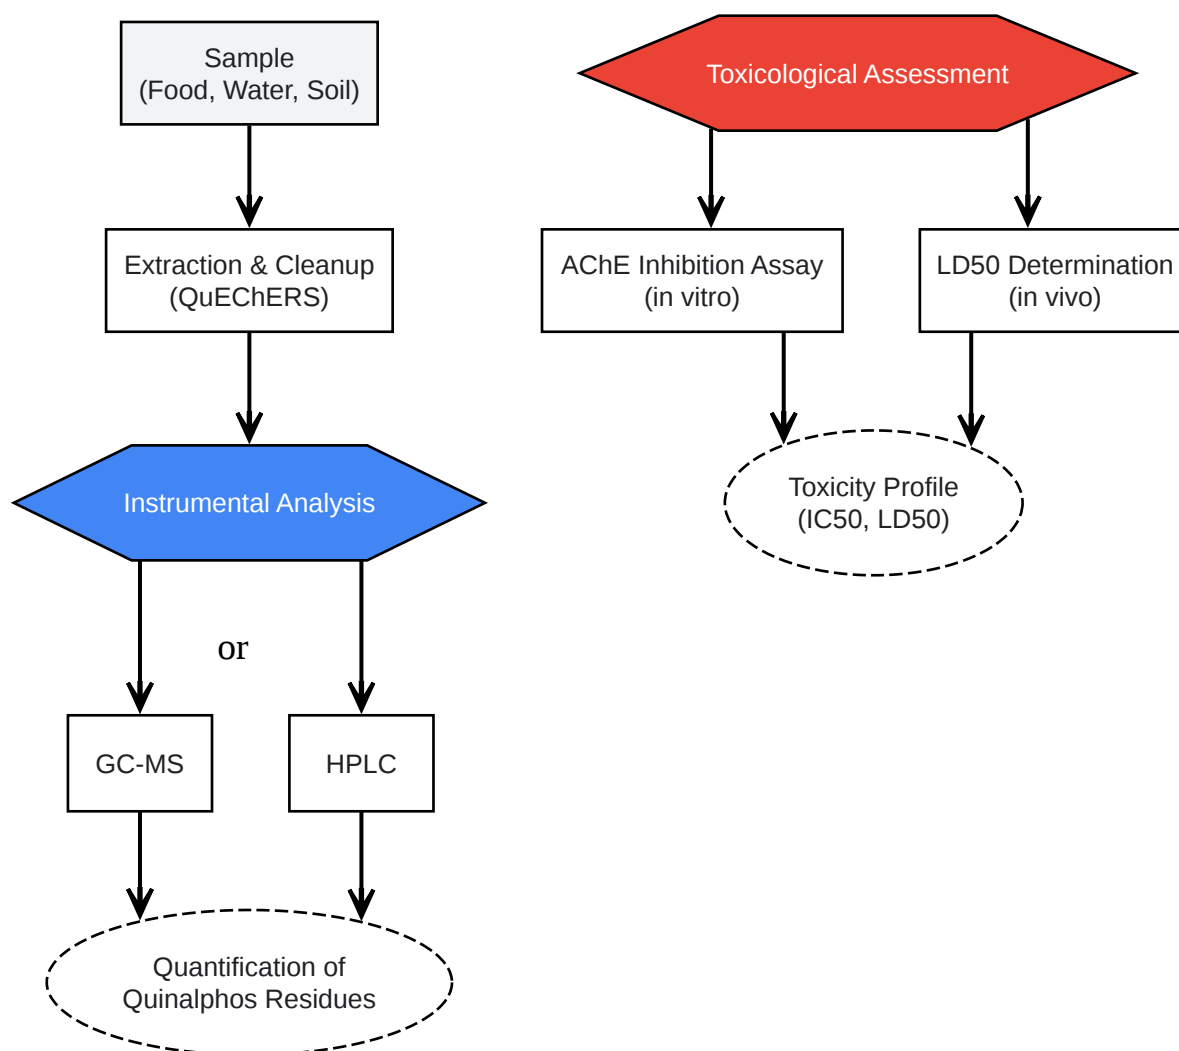 Sample
(Food, Water, Soil)
Extraction & Cleanup
(QuEChERS)
Instrumental Analysis
or
GC-MS
HPLC
Quantification of
Quinalphos Residues
Toxicological Assessment
AChE Inhibition Assay
(in vitro)
LD50 Determination
(in vivo)
Toxicity Profile
(IC50, LD50)